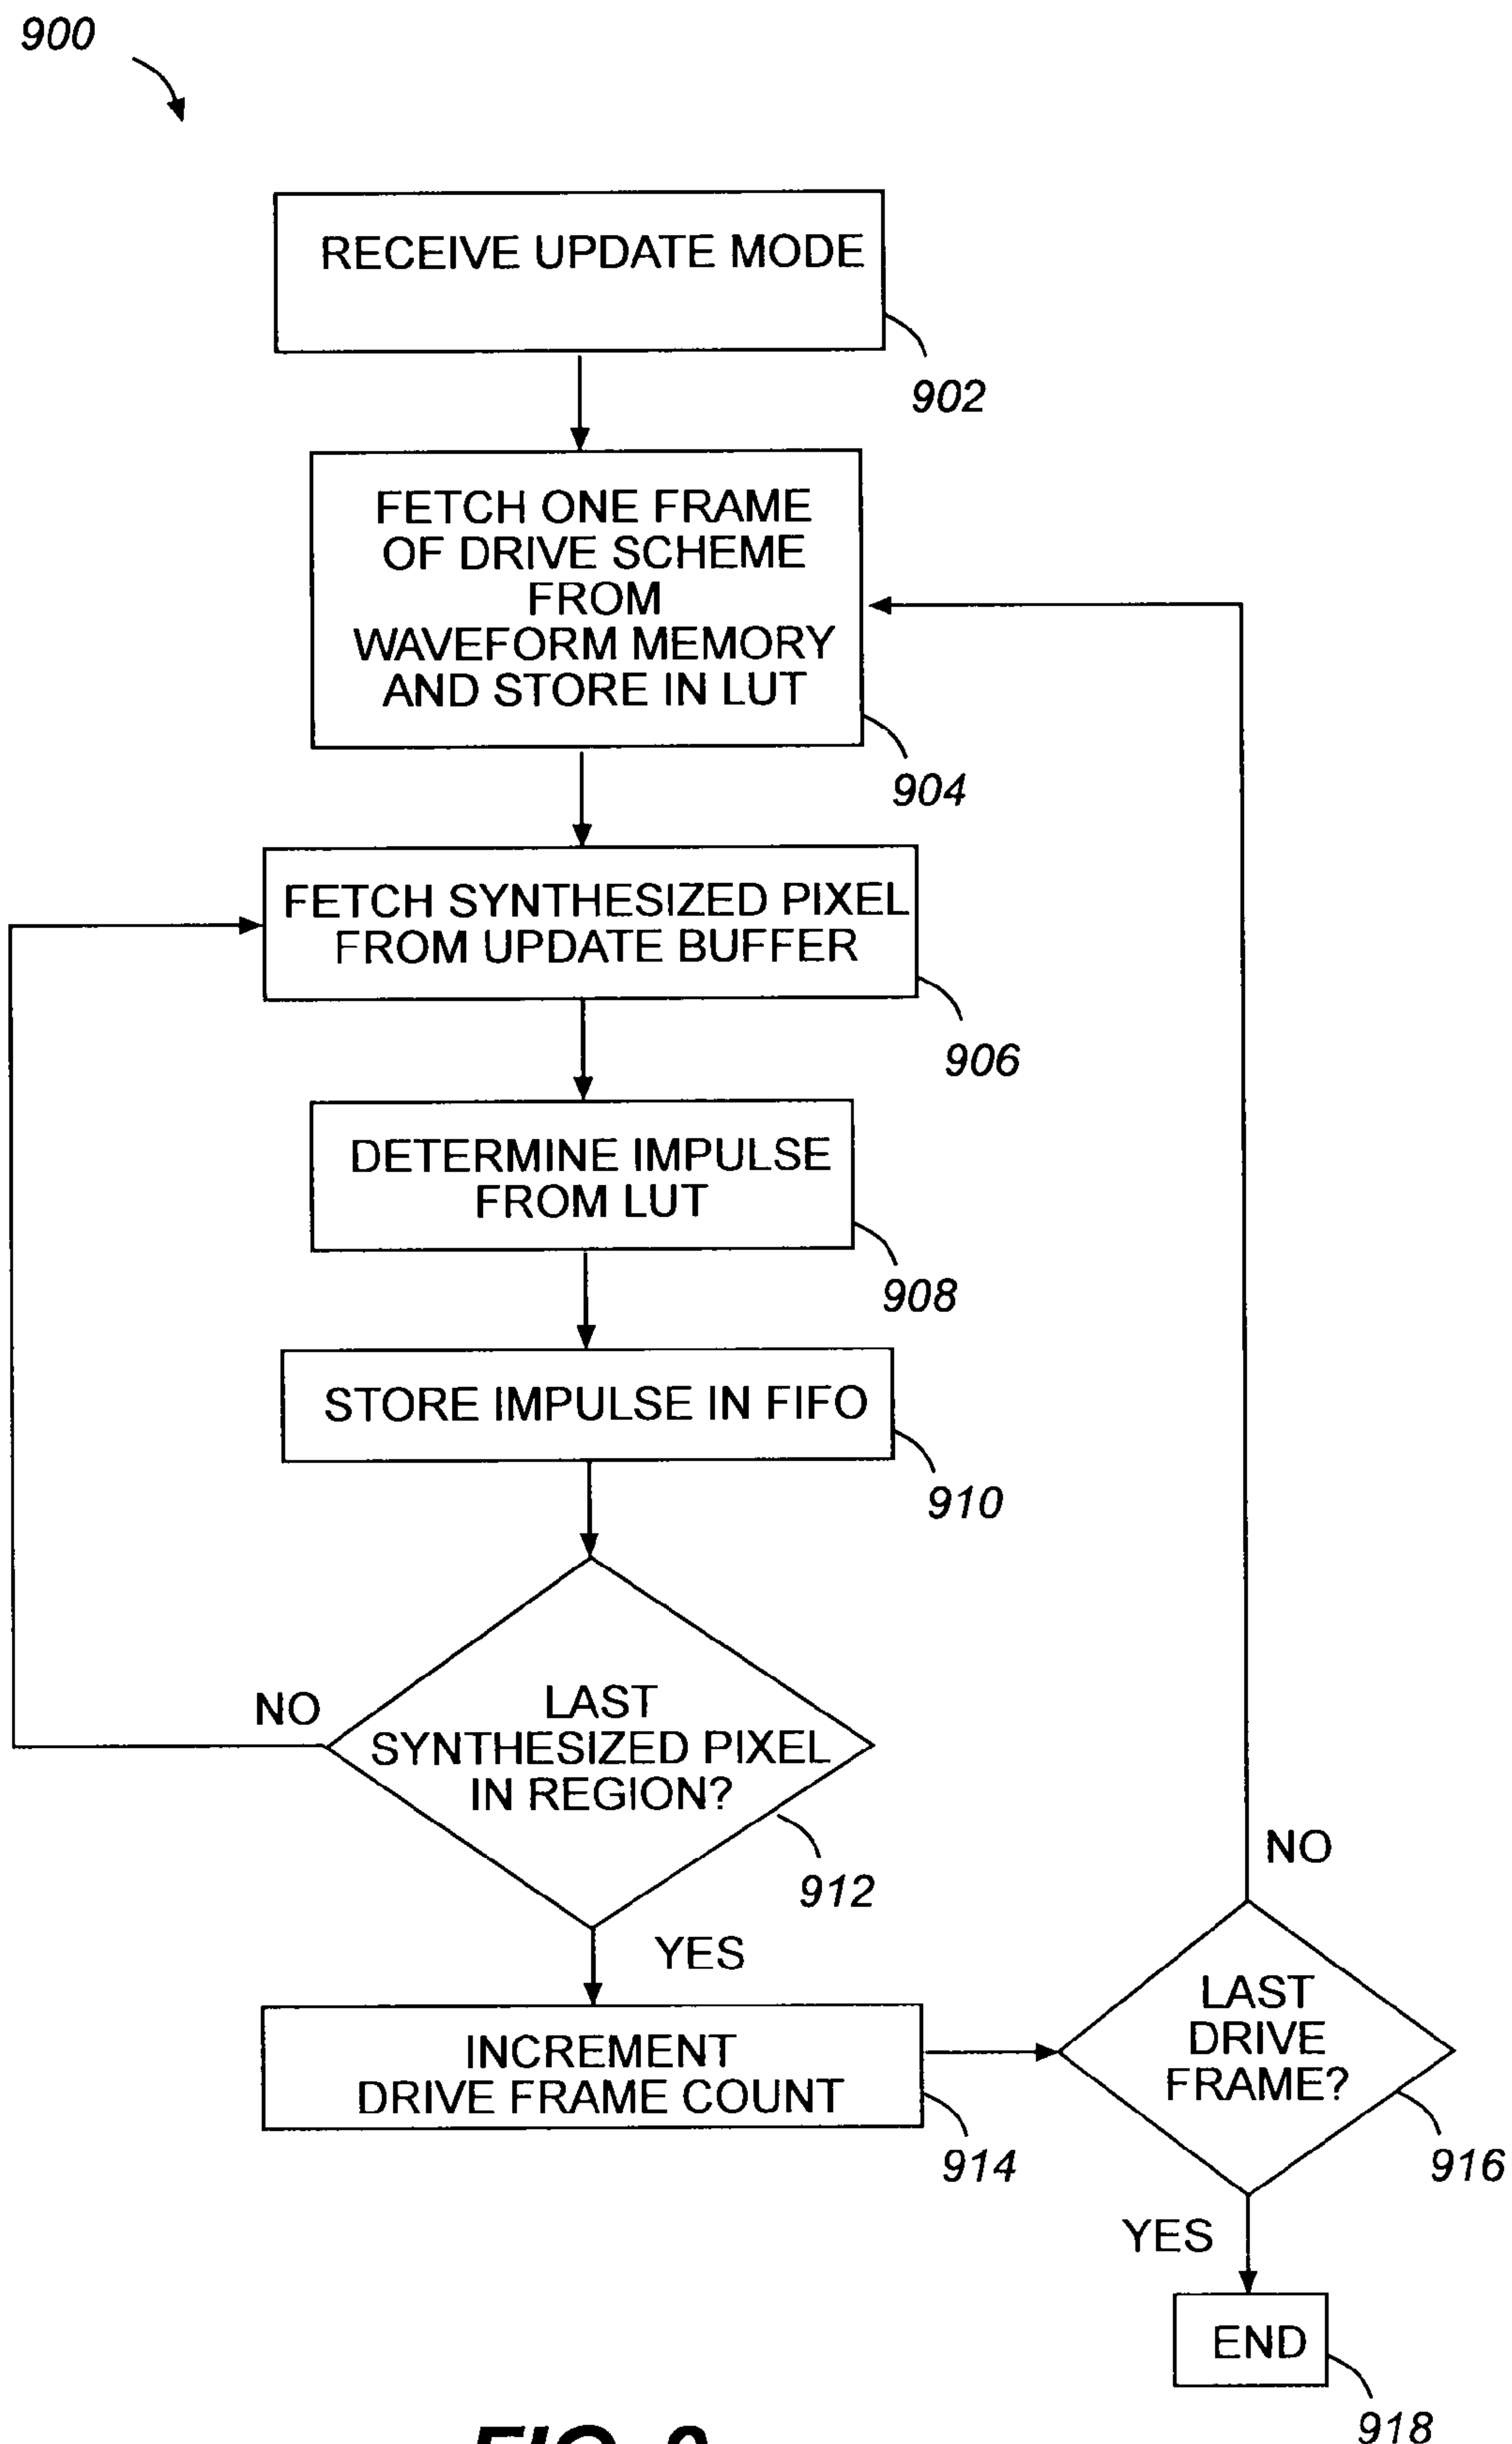 900
RECEIVE UPDATE MODE
902
FETCH ONE FRAME
OF DRIVE SCHEME
FROM
WAVEFORM MEMORY
AND STORE IN LUT
904
FETCH SYNTHESIZED PIXEL
FROM UPDATE BUFFER
906
DETERMINE IMPULSE
FROM LUT
908
STORE IMPULSE IN FIFO
910
NO
LAST
SYNTHESIZED PIXEL
IN REGION?
912
YES
INCREMENT
DRIVE FRAME COUNT
914
NO
LAST
DRIVE
FRAME?
916
YES
END
918